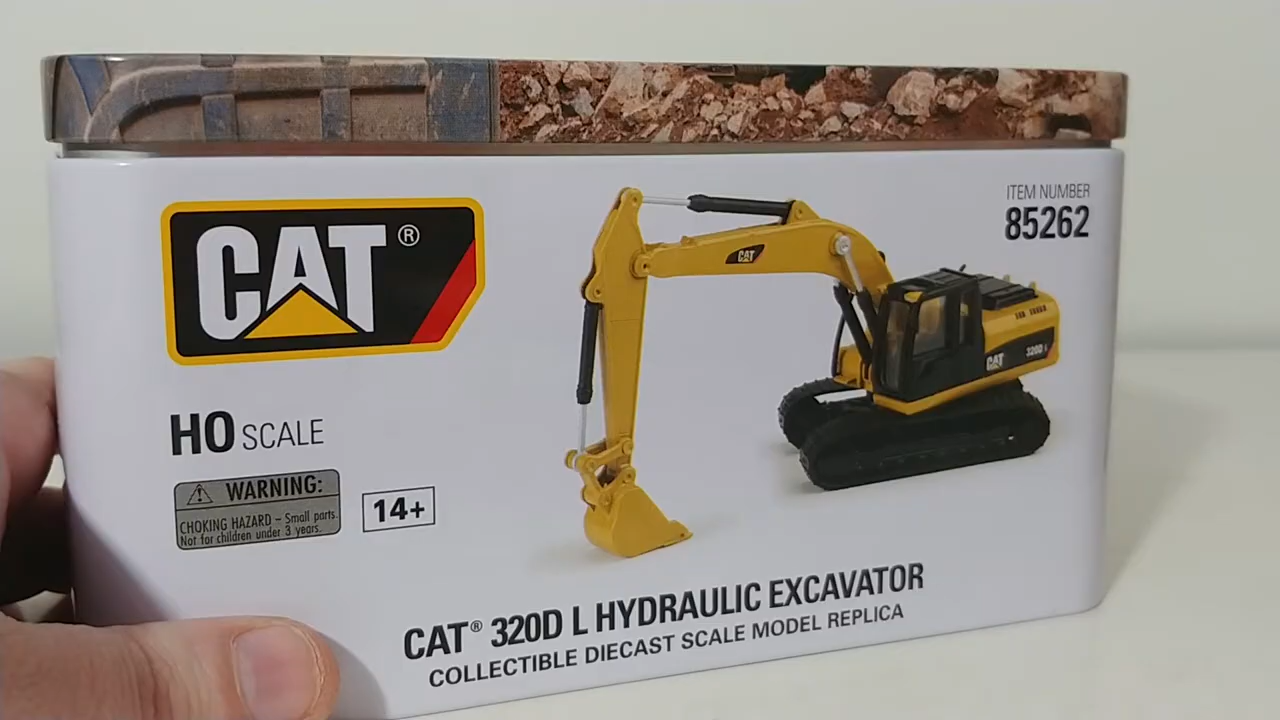 CAT®
ITEM NUMBER
85262
CAT
CAT
320D L
HO SCALE
WARNING:
CHOKING HAZARD – Small parts.
Not for children under 3 years.
14+
CAT® 320D L HYDRAULIC EXCAVATOR
COLLECTIBLE DIECAST SCALE MODEL REPLICA